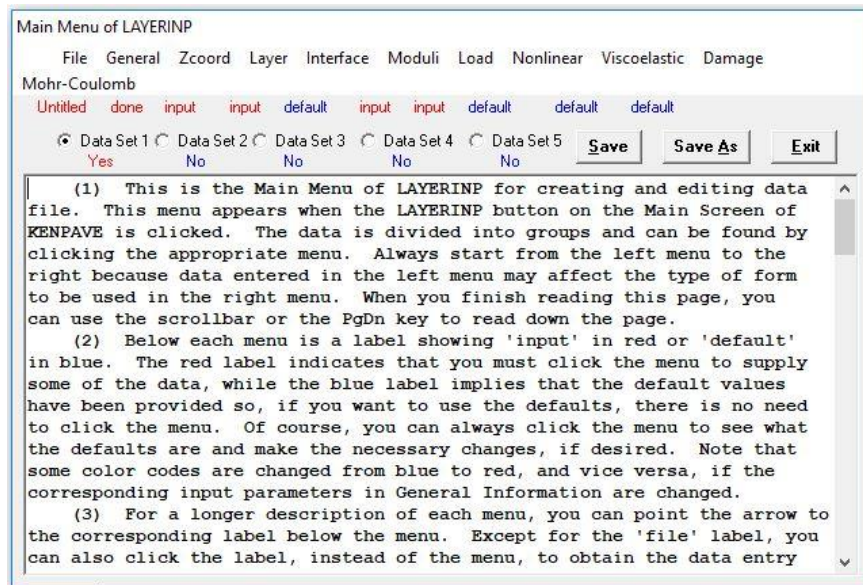 Main Menu of LAYERINP
File General Zcoord Layer Interface Moduli Load Nonlinear Viscoelastic Damage
Mohr-Coulomb
Untitled done input input default input input default default default
Data Set 1 Data Set 2 Data Set 3 Data Set 4 Data Set 5 Save Save As Exit
Yes No No No No
(1) This is the Main Menu of LAYERINP for creating and editing data
file. This menu appears when the LAYERINP button on the Main Screen of
KENPAVE is clicked. The data is divided into groups and can be found by
clicking the appropriate menu. Always start from the left menu to the
right because data entered in the left menu may affect the type of form
to be used in the right menu. When you finish reading this page, you
can use the scrollbar or the PgDn key to read down the page.
(2) Below each menu is a label showing 'input' in red or 'default'
in blue. The red label indicates that you must click the menu to supply
some of the data, while the blue label implies that the default values
have been provided so, if you want to use the defaults, there is no need
to click the menu. Of course, you can always click the menu to see what
the defaults are and make the necessary changes, if desired. Note that
some color codes are changed from blue to red, and vice versa, if the
corresponding input parameters in General Information are changed.
(3) For a longer description of each menu, you can point the arrow to
the corresponding label below the menu. Except for the 'file' label, you
can also click the label, instead of the menu, to obtain the data entry